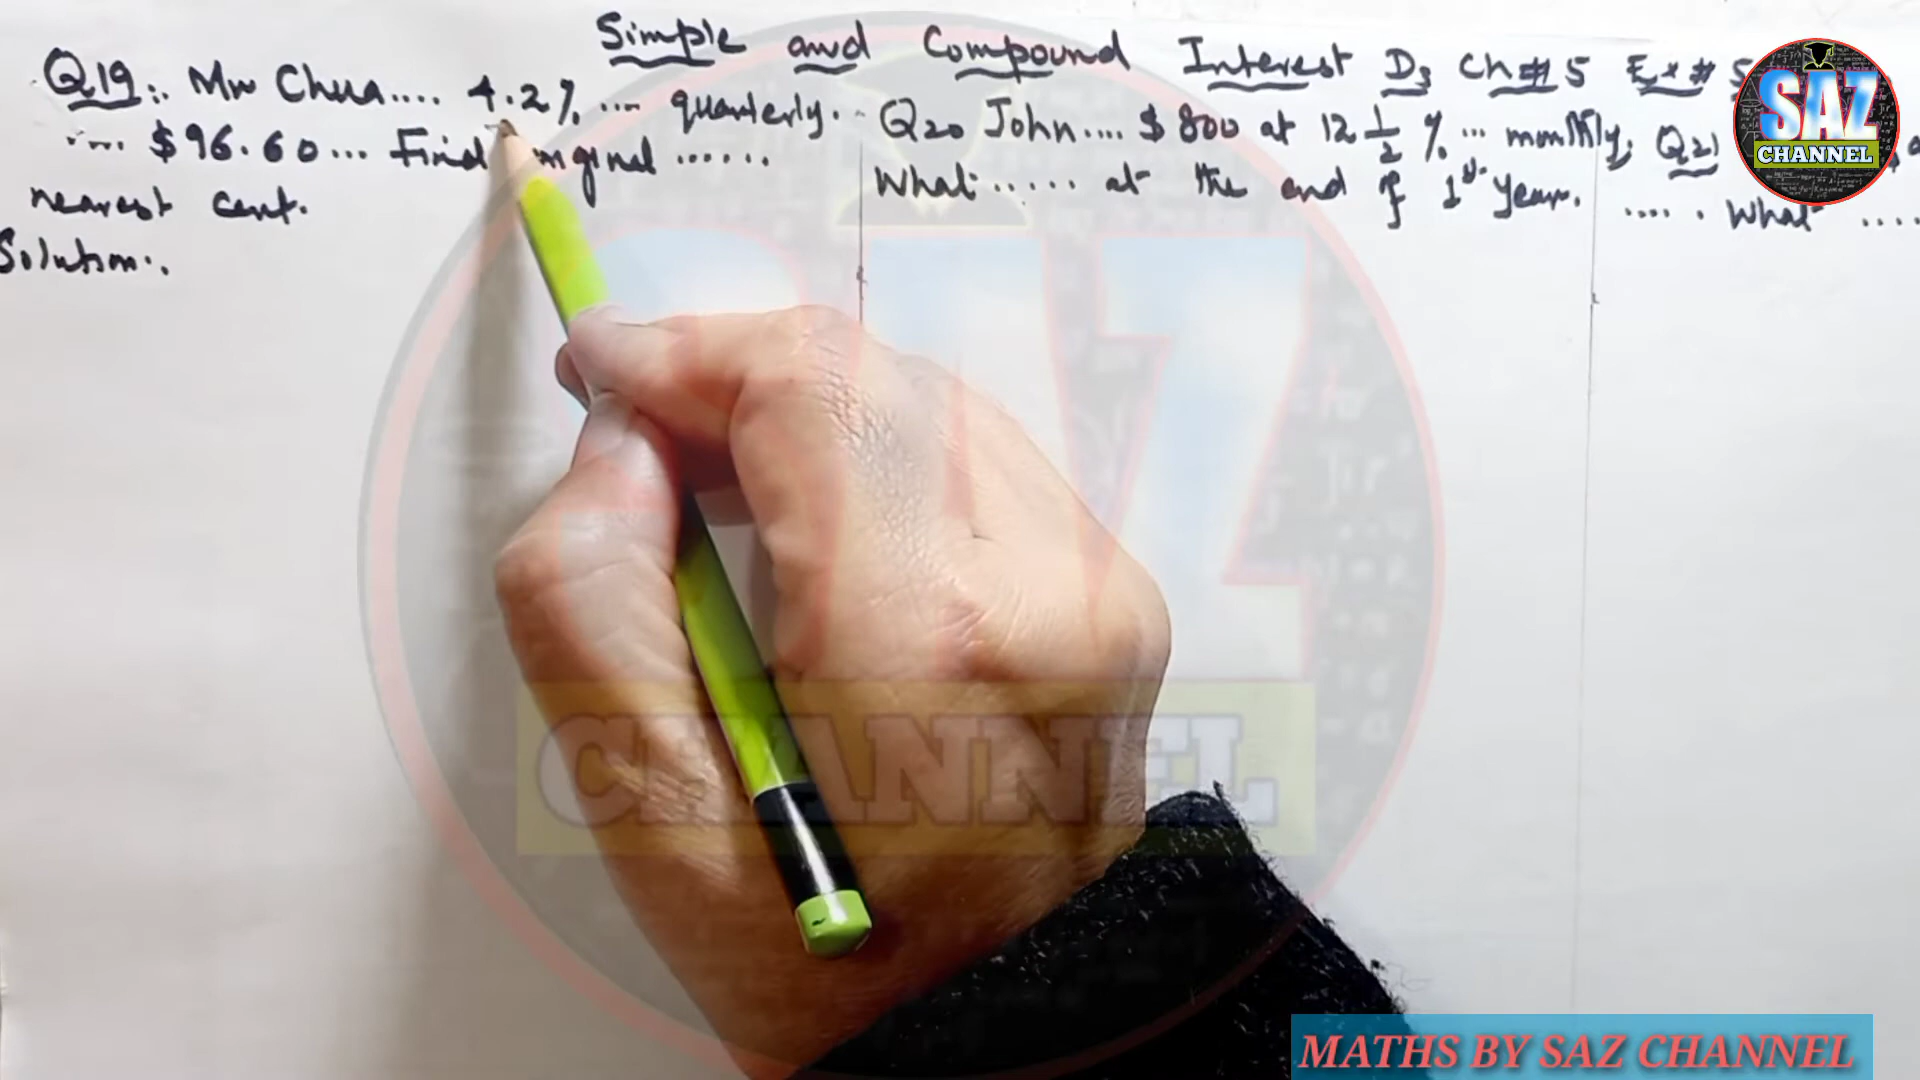 Simple and Compound Interest D3 Ch # 5 Ex # 5
Q19:. Mr Chua.... 4.2% ... quarterly.
.... $96.60... Find original ......
nearest cent.
Solution:.
Q20 John.... $800 at 12 1/2 % ... monthly.
What ..... at the end of 1st year.
Q21
..... What ....
SAZ
CHANNEL
SAZ
CHANNEL
MATHS BY SAZ CHANNEL